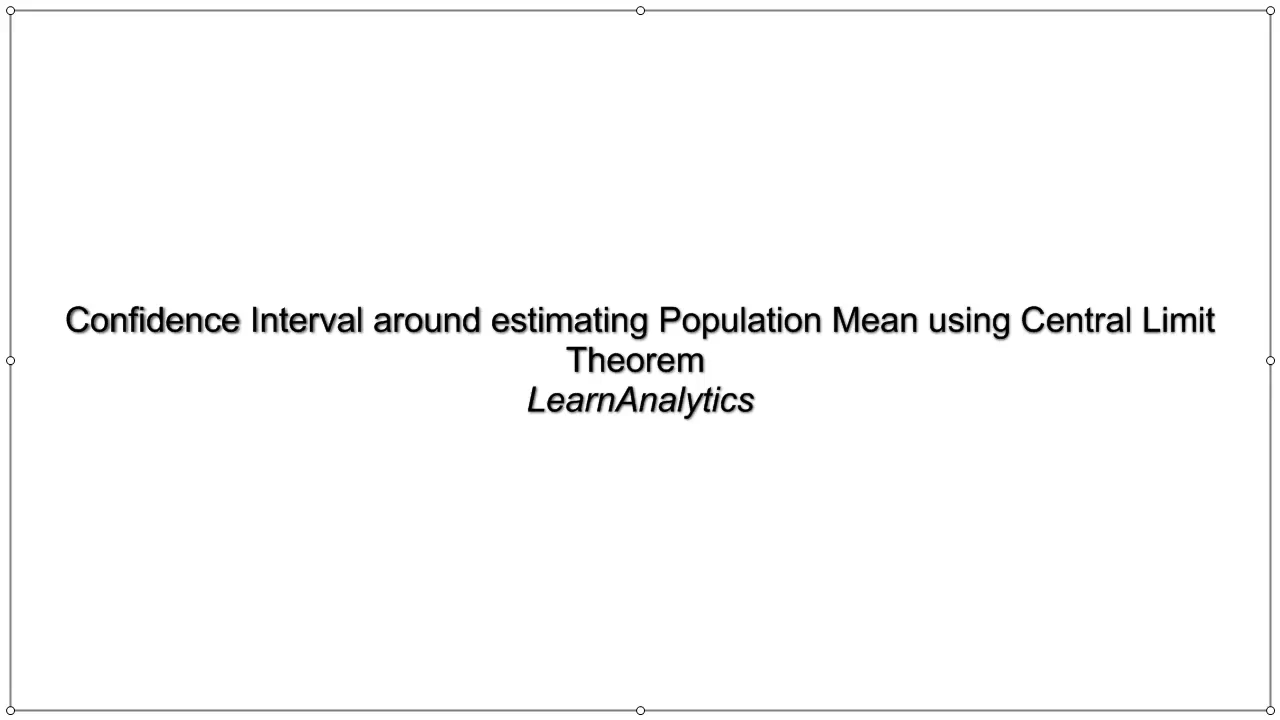 Confidence Interval around estimating Population Mean using Central Limit
Theorem
LearnAnalytics